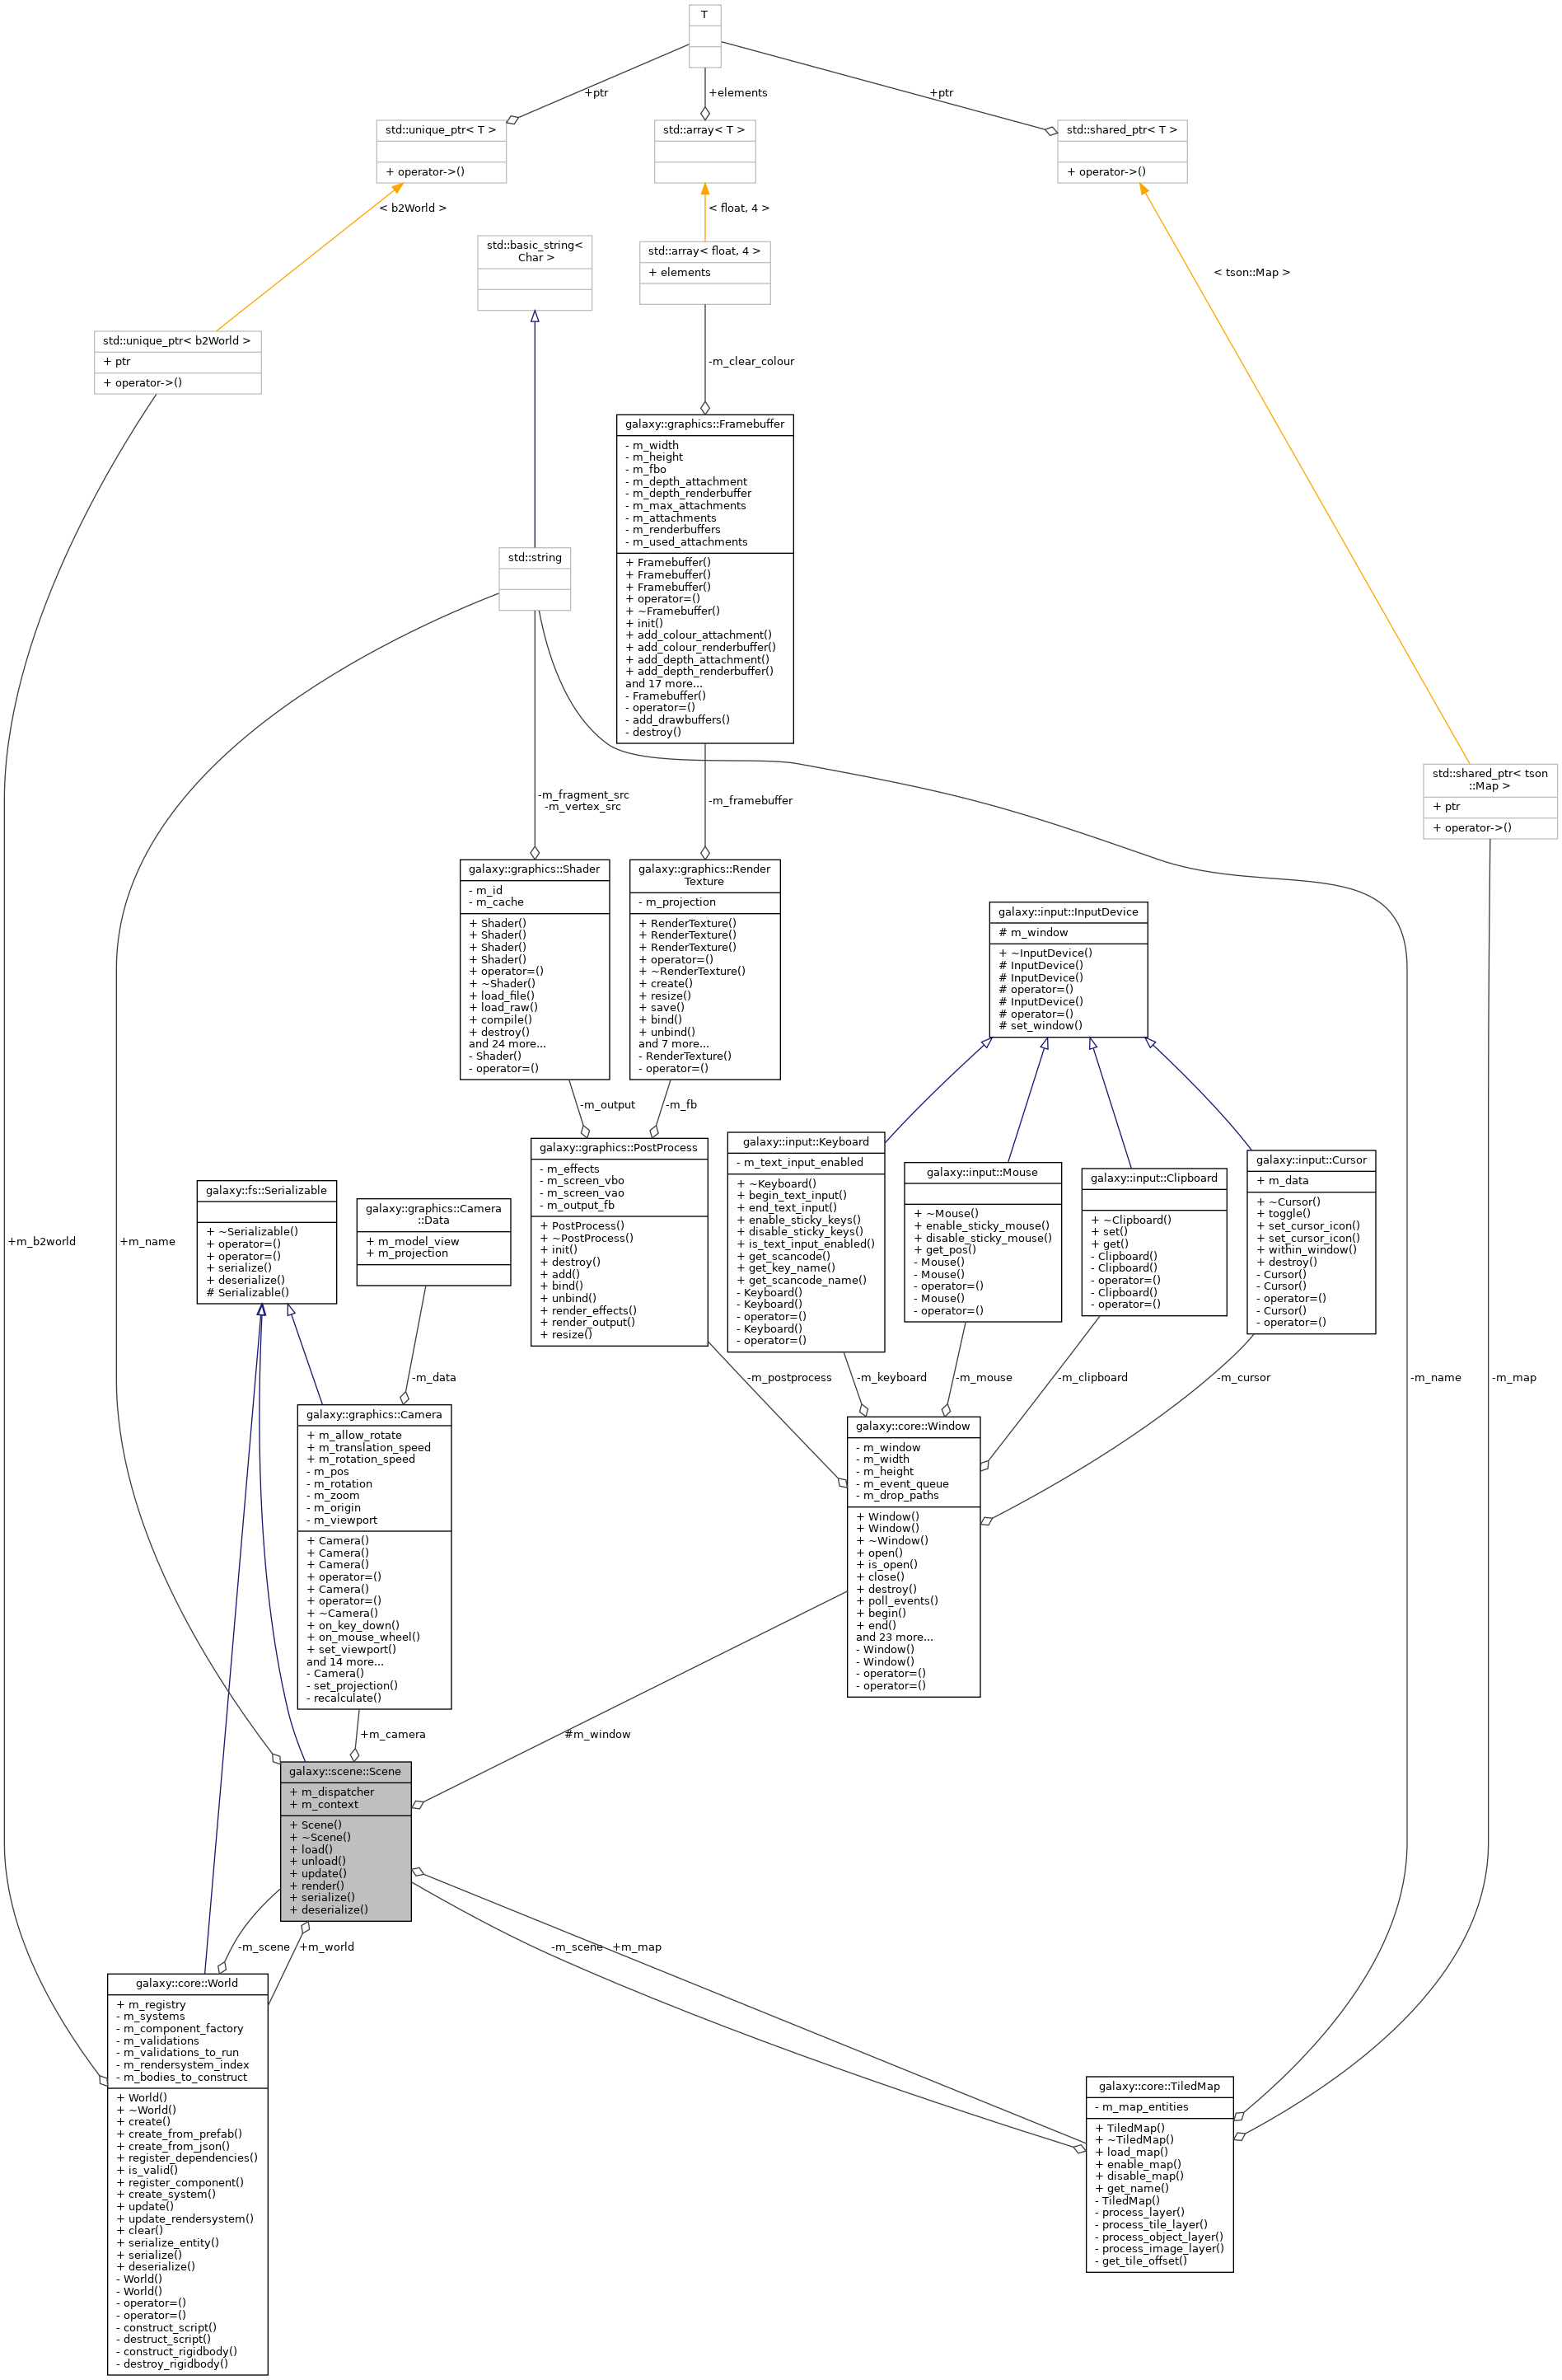 T
+ptr
+elements
+ptr
std::unique_ptr< T >
+ operator->()
std::array< T >
std::shared_ptr< T >
+ operator->()
< b2World >
< float, 4 >
std::basic_string<
Char >
std::array< float, 4 >
+ elements
< tson::Map >
std::unique_ptr< b2World >
+ ptr
+ operator->()
-m_clear_colour
galaxy::graphics::Framebuffer
- m_width
- m_height
- m_fbo
- m_depth_attachment
- m_depth_renderbuffer
- m_max_attachments
- m_attachments
- m_renderbuffers
- m_used_attachments
+ Framebuffer()
+ Framebuffer()
+ Framebuffer()
+ operator=()
+ ~Framebuffer()
+ init()
+ add_colour_attachment()
+ add_colour_renderbuffer()
+ add_depth_attachment()
+ add_depth_renderbuffer()
and 17 more...
- Framebuffer()
- operator=()
- add_drawbuffers()
- destroy()
std::string
-m_fragment_src
-m_vertex_src
-m_framebuffer
std::shared_ptr< tson
::Map >
+ ptr
+ operator->()
galaxy::graphics::Shader
- m_id
- m_cache
+ Shader()
+ Shader()
+ Shader()
+ Shader()
+ operator=()
+ ~Shader()
+ load_file()
+ load_raw()
+ compile()
+ destroy()
and 24 more...
- Shader()
- operator=()
galaxy::graphics::Render
Texture
- m_projection
+ RenderTexture()
+ RenderTexture()
+ RenderTexture()
+ operator=()
+ ~RenderTexture()
+ create()
+ resize()
+ save()
+ bind()
+ unbind()
and 7 more...
- RenderTexture()
- operator=()
galaxy::input::InputDevice
# m_window
+ ~InputDevice()
# InputDevice()
# InputDevice()
# operator=()
# InputDevice()
# operator=()
# set_window()
-m_output
-m_fb
galaxy::graphics::PostProcess
- m_effects
- m_screen_vbo
- m_screen_vao
- m_output_fb
+ PostProcess()
+ ~PostProcess()
+ init()
+ destroy()
+ add()
+ bind()
+ unbind()
+ render_effects()
+ render_output()
+ resize()
galaxy::input::Keyboard
- m_text_input_enabled
+ ~Keyboard()
+ begin_text_input()
+ end_text_input()
+ enable_sticky_keys()
+ disable_sticky_keys()
+ is_text_input_enabled()
+ get_scancode()
+ get_key_name()
+ get_scancode_name()
- Keyboard()
- Keyboard()
- operator=()
- Keyboard()
- operator=()
galaxy::input::Mouse
+ ~Mouse()
+ enable_sticky_mouse()
+ disable_sticky_mouse()
+ get_pos()
- Mouse()
- Mouse()
- operator=()
- Mouse()
- operator=()
galaxy::input::Clipboard
+ ~Clipboard()
+ set()
+ get()
- Clipboard()
- Clipboard()
- operator=()
- Clipboard()
- operator=()
galaxy::input::Cursor
+ m_data
+ ~Cursor()
+ toggle()
+ set_cursor_icon()
+ set_cursor_icon()
+ within_window()
+ destroy()
- Cursor()
- Cursor()
- operator=()
- Cursor()
- operator=()
galaxy::fs::Serializable
+ ~Serializable()
+ operator=()
+ operator=()
+ serialize()
+ deserialize()
# Serializable()
galaxy::graphics::Camera
::Data
+ m_model_view
+ m_projection
+m_b2world
+m_name
-m_data
-m_postprocess
-m_keyboard
-m_mouse
-m_clipboard
-m_cursor
-m_name
-m_map
galaxy::graphics::Camera
+ m_allow_rotate
+ m_translation_speed
+ m_rotation_speed
- m_pos
- m_rotation
- m_zoom
- m_origin
- m_viewport
+ Camera()
+ Camera()
+ Camera()
+ operator=()
+ Camera()
+ operator=()
+ ~Camera()
+ on_key_down()
+ on_mouse_wheel()
+ set_viewport()
and 14 more...
- Camera()
- set_projection()
- recalculate()
galaxy::core::Window
- m_window
- m_width
- m_height
- m_event_queue
- m_drop_paths
+ Window()
+ Window()
+ ~Window()
+ open()
+ is_open()
+ close()
+ destroy()
+ poll_events()
+ begin()
+ end()
and 23 more...
- Window()
- Window()
- operator=()
- operator=()
+m_camera
#m_window
galaxy::scene::Scene
+ m_dispatcher
+ m_context
+ Scene()
+ ~Scene()
+ load()
+ unload()
+ update()
+ render()
+ serialize()
+ deserialize()
-m_scene
+m_world
-m_scene
+m_map
galaxy::core::World
+ m_registry
- m_systems
- m_component_factory
- m_validations
- m_validations_to_run
- m_rendersystem_index
- m_bodies_to_construct
+ World()
+ ~World()
+ create()
+ create_from_prefab()
+ create_from_json()
+ register_dependencies()
+ is_valid()
+ register_component()
+ create_system()
+ update()
+ update_rendersystem()
+ clear()
+ serialize_entity()
+ serialize()
+ deserialize()
- World()
- World()
- operator=()
- operator=()
- construct_script()
- destruct_script()
- construct_rigidbody()
- destroy_rigidbody()
galaxy::core::TiledMap
- m_map_entities
+ TiledMap()
+ ~TiledMap()
+ load_map()
+ enable_map()
+ disable_map()
+ get_name()
- TiledMap()
- process_layer()
- process_tile_layer()
- process_object_layer()
- process_image_layer()
- get_tile_offset()